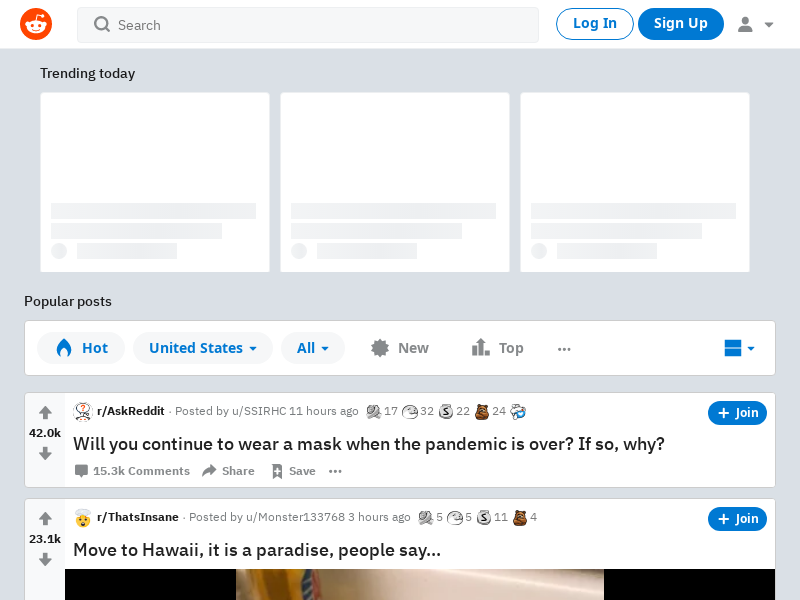 Search
Log In
Sign Up
Trending today
Popular posts
Hot
United States
All
New
Top
r/AskReddit · Posted by u/SSIRHC 11 hours ago 17 32 22 24
42.0k
Join
Will you continue to wear a mask when the pandemic is over? If so, why?
15.3k Comments Share Save
r/ThatsInsane · Posted by u/Monster133768 3 hours ago 5 5 11 4
23.1k
Join
Move to Hawaii, it is a paradise, people say...